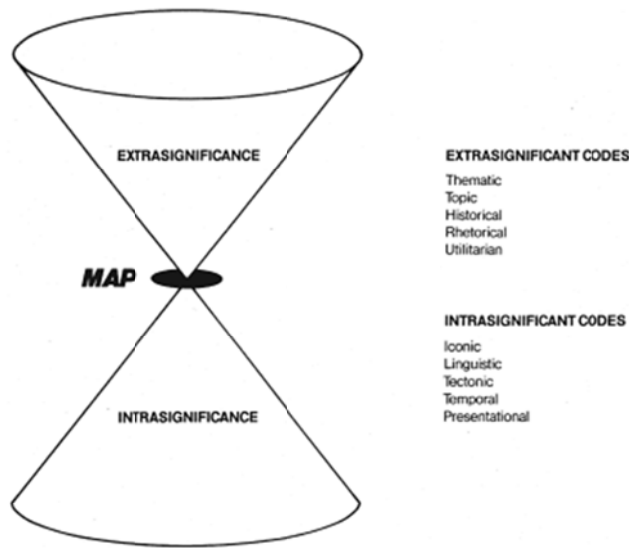 EXTRASIGNIFICANCE
MAP
INTRASIGNIFICANCE
EXTRASIGNIFICANT CODES
Thematic
Topic
Historical
Rhetorical
Utilitarian
INTRASIGNIFICANT CODES
Iconic
Linguistic
Tectonic
Temporal
Presentational